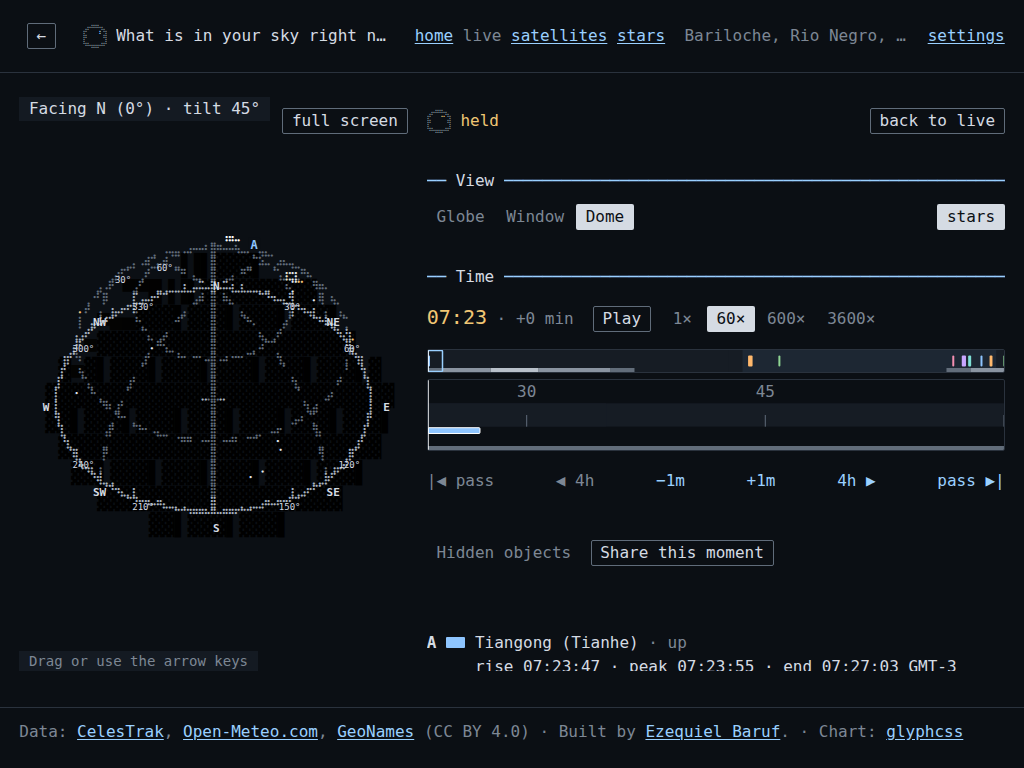 ← What is in your sky right n… home live satellites stars Bariloche, Rio Negro, … settings
Facing N (0°) · tilt 45°
full screen
held
back to live
View
Globe Window Dome stars
Time
07:23 · +0 min Play 1× 60× 600× 3600×
30 45
|◀ pass ◀ 4h −1m +1m 4h ▶ pass ▶|
Hidden objects Share this moment
A Tiangong (Tianhe) · up
rise 07:23:47 · peak 07:23:55 · end 07:27:03 GMT-3
A
60°
30°
N
330° 30°
NW NE
300° 60°
W E
240° 120°
SW SE
210° 150°
S
Drag or use the arrow keys
Data: CelesTrak, Open-Meteo.com, GeoNames (CC BY 4.0) · Built by Ezequiel Baruf. · Chart: glyphcss